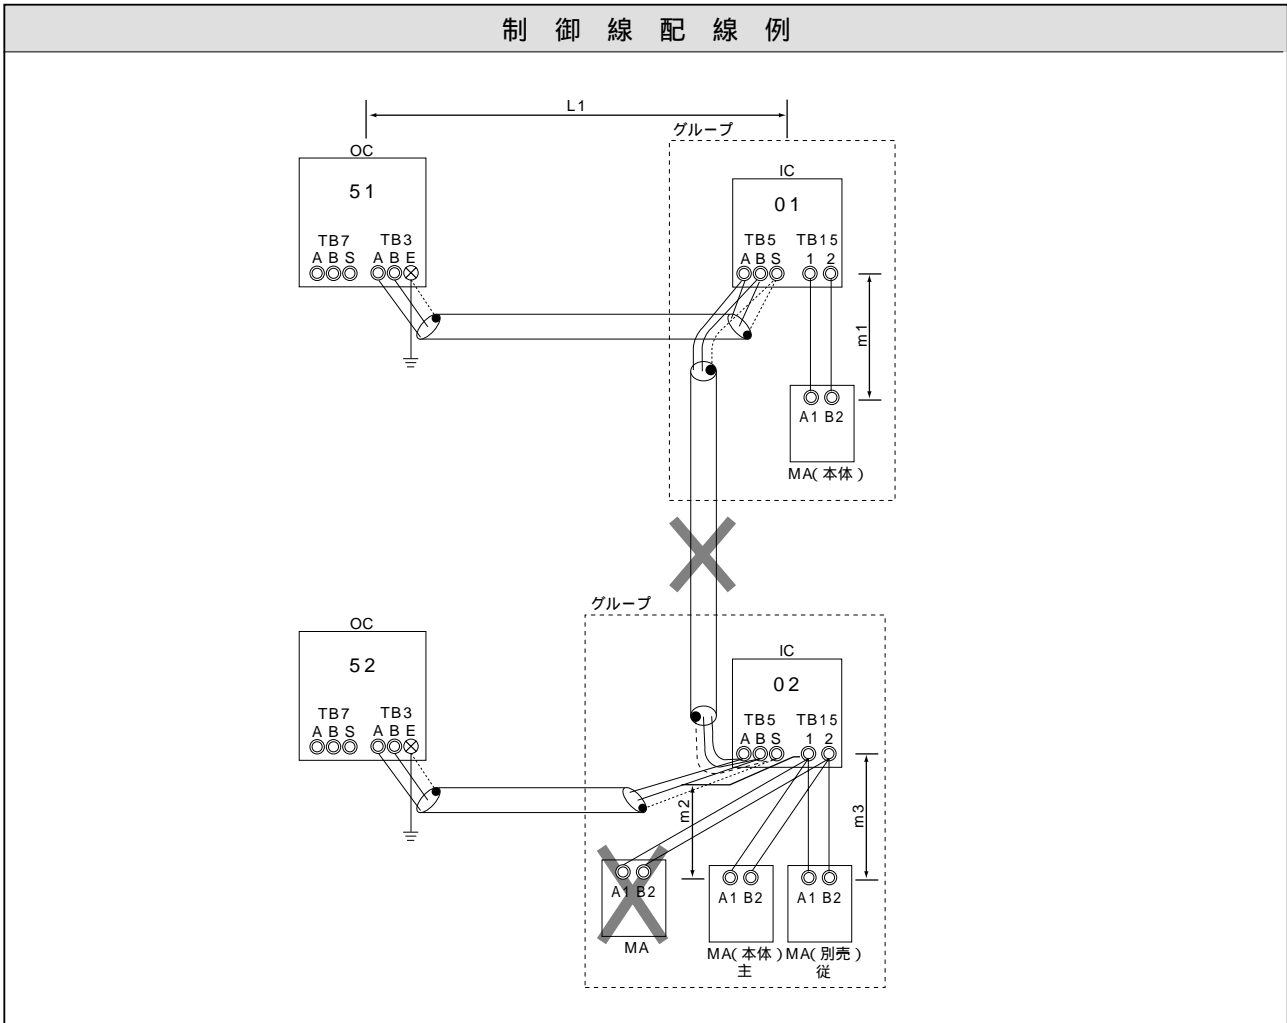 制御線配線例
L1
グループ
OC
51
TB7 TB3
A B S A B E
IC
01
TB5 TB15
A B S 1 2
m1
A1 B2
MA(本体)
グループ
OC
52
TB7 TB3
A B S A B E
IC
02
TB5 TB15
A B S 1 2
m2
m3
A1 B2
MA
A1 B2
MA(本体)
主
A1 B2
MA(別売)
従